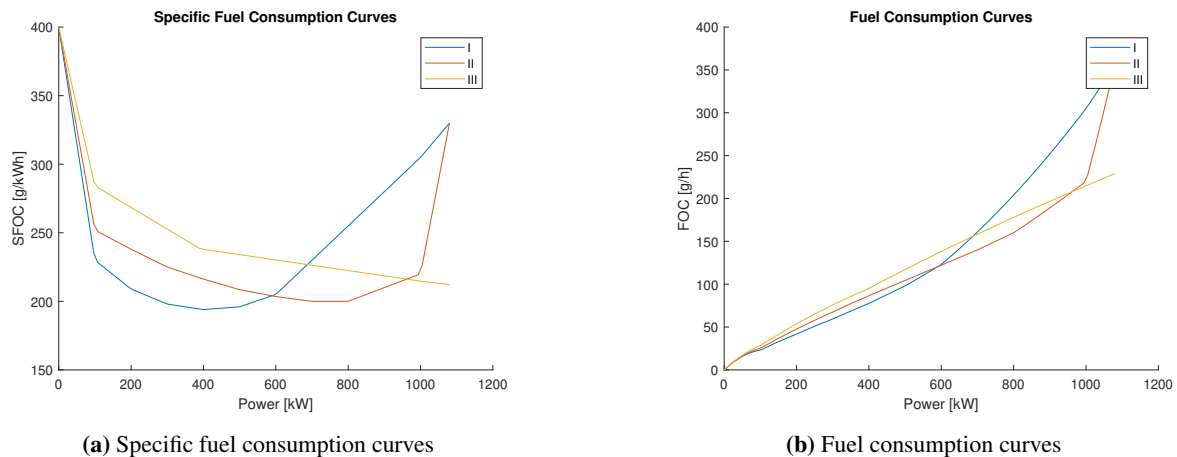 Specific Fuel Consumption Curves
400
350
300
250
200
150
SFOC [g/kWh]
0
200
400
600
800
1000
1200
Power [kW]
I
II
III
(a) Specific fuel consumption curves
Fuel Consumption Curves
400
350
300
250
200
150
100
50
0
FOC [g/h]
0
200
400
600
800
1000
1200
Power [kW]
I
II
III
(b) Fuel consumption curves